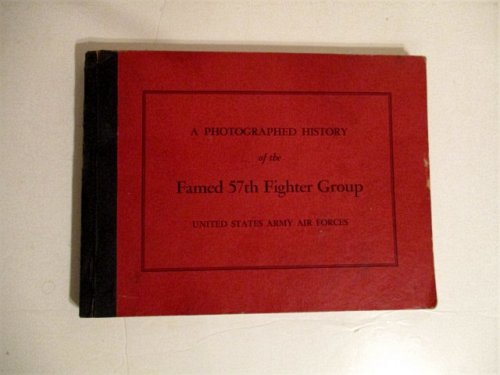 A PHOTOGRAPHED HISTORY
of the
Famed 57th Fighter Group
UNITED STATES ARMY AIR FORCES